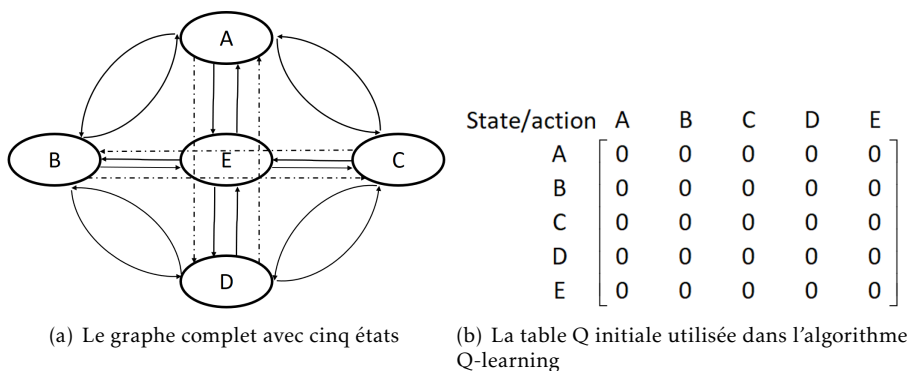 A
B
E
C
D
(a) Le graphe complet avec cinq états
State/action A B C D E
A 0 0 0 0 0
B 0 0 0 0 0
C 0 0 0 0 0
D 0 0 0 0 0
E 0 0 0 0 0
(b) La table Q initiale utilisée dans l'algorithme
Q-learning